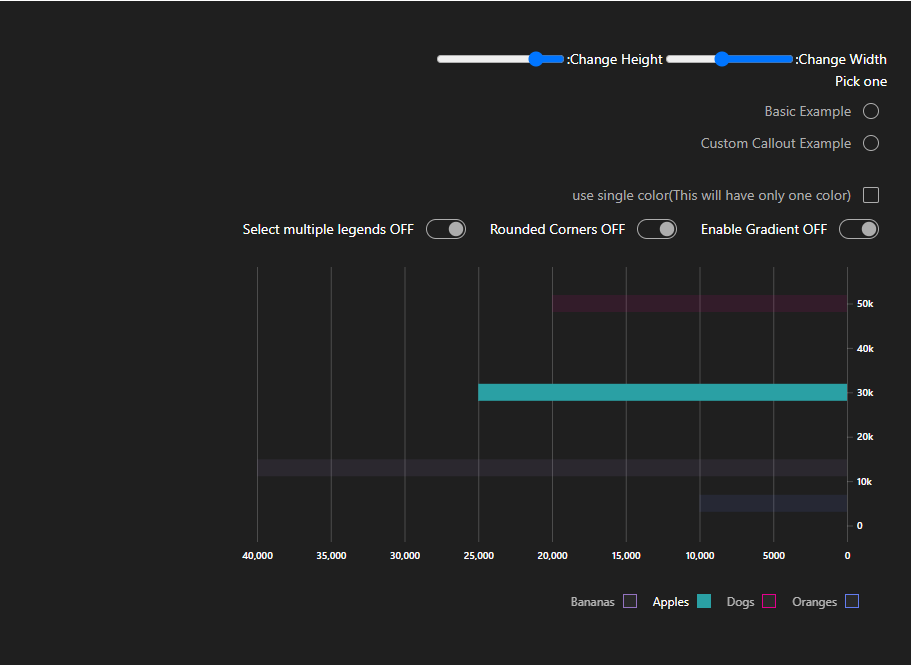 :Change Height :Change Width
Pick one
Basic Example
Custom Callout Example
use single color(This will have only one color)
Select multiple legends OFF Rounded Corners OFF Enable Gradient OFF
50k
40k
30k
20k
10k
0
40,000 35,000 30,000 25,000 20,000 15,000 10,000 5000 0
Bananas Apples Dogs Oranges